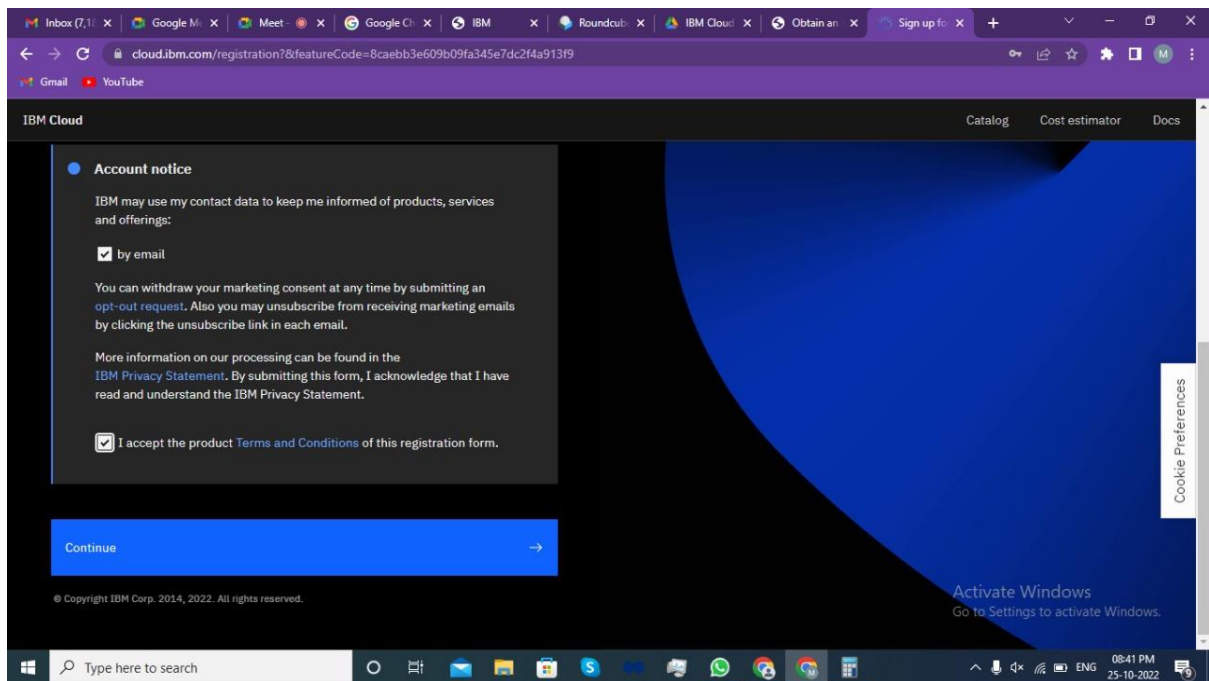 Inbox (7,1
Google M
Meet -
Google Ch
IBM
Roundcub
IBM Cloud
Obtain an
Sign up fo
cloud.ibm.com/registration?&featureCode=8caebb3e609b09fa345e7dc2f4a913f9
M
Gmail
YouTube
IBM Cloud
Catalog
Cost estimator
Docs
Account notice
IBM may use my contact data to keep me informed of products, services
and offerings:
by email
You can withdraw your marketing consent at any time by submitting an
opt-out request. Also you may unsubscribe from receiving marketing emails
by clicking the unsubscribe link in each email.
More information on our processing can be found in the
IBM Privacy Statement. By submitting this form, I acknowledge that I have
read and understand the IBM Privacy Statement.
I accept the product Terms and Conditions of this registration form.
Cookie Preferences
Continue
© Copyright IBM Corp. 2014, 2022. All rights reserved.
Activate Windows
Go to Settings to activate Windows.
Type here to search
ENG
08:41 PM
25-10-2022